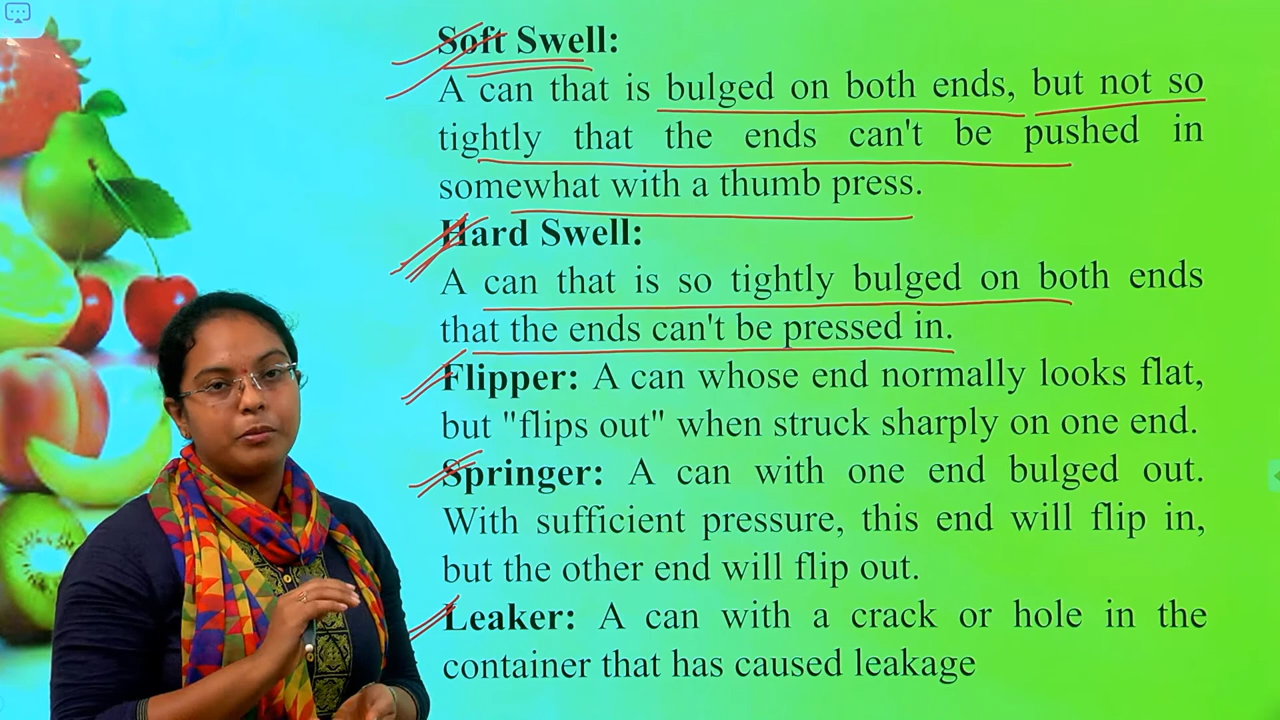 Soft Swell:
A can that is bulged on both ends, but not so
tightly that the ends can't be pushed in
somewhat with a thumb press.
Hard Swell:
A can that is so tightly bulged on both ends
that the ends can't be pressed in.
Flipper: A can whose end normally looks flat,
but "flips out" when struck sharply on one end.
Springer: A can with one end bulged out.
With sufficient pressure, this end will flip in,
but the other end will flip out.
Leaker: A can with a crack or hole in the
container that has caused leakage